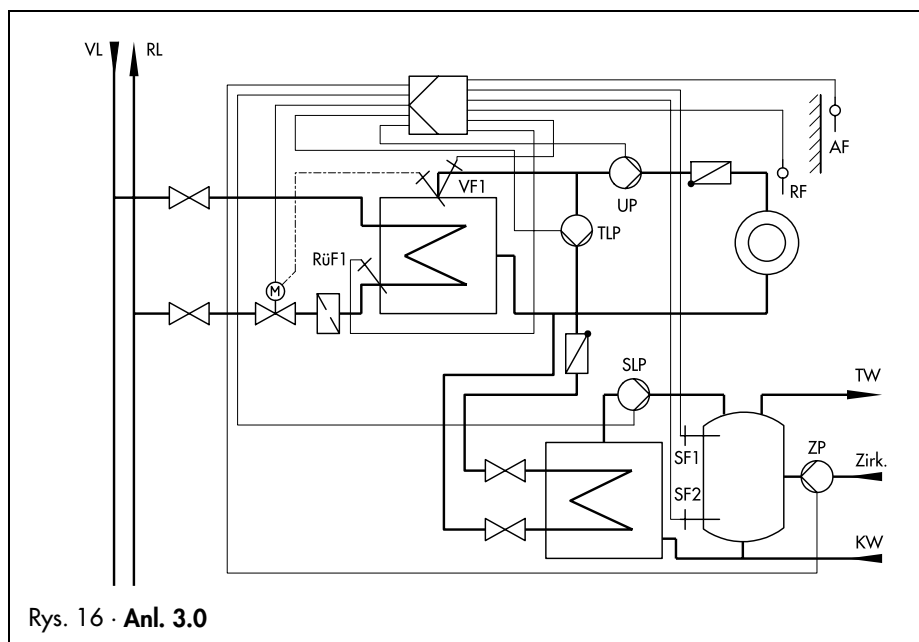 VL
RL
AF
VF1
UP
RF
TLP
RüF1
M
SLP
TW
SF1
ZP
Zirk.
SF2
KW
Rys. 16 · Anl. 3.0